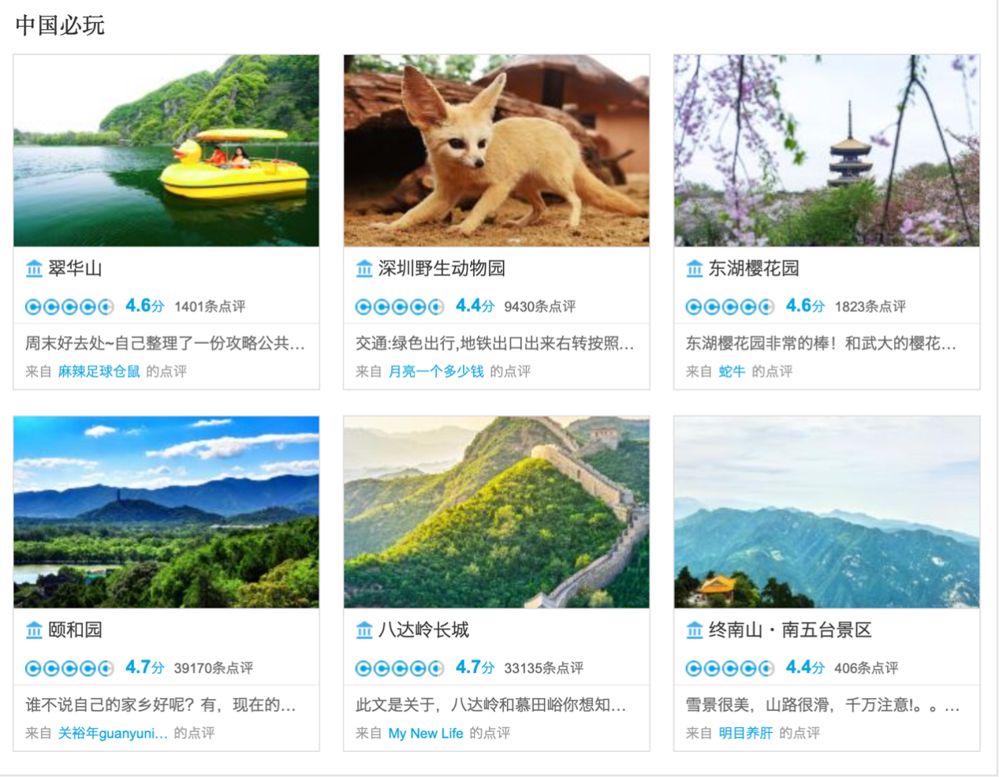 中国必玩
翠华山
4.6分 1401条点评
周末好去处~自己整理了一份攻略公共...
来自 麻辣足球仓鼠 的点评
深圳野生动物园
4.4分 9430条点评
交通:绿色出行,地铁出口出来右转按照...
来自 月亮一个多少钱 的点评
东湖樱花园
4.6分 1823条点评
东湖樱花园非常的棒！和武大的樱花...
来自 蛇牛 的点评
颐和园
4.7分 39170条点评
谁不说自己的家乡好呢？有，现在的...
来自 关裕年guanyuni... 的点评
八达岭长城
4.7分 33135条点评
此文是关于，八达岭和慕田峪你想知...
来自 My New Life 的点评
终南山・南五台景区
4.4分 406条点评
雪景很美，山路很滑，千万注意!。。...
来自 明目养肝 的点评